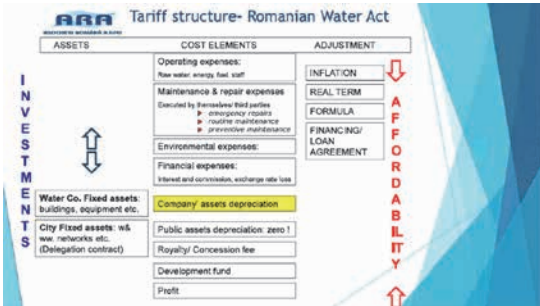 ARA
Tariff structure- Romanian Water Act
ASSETS
COST ELEMENTS
ADJUSTMENT
INVESTMENTS
Operating expenses:
Raw water, energy, fuel, staff
Maintenance & repair expenses
Executed by themselves/ third parties
emergency repairs
routine maintenance
preventive maintenance
Environmental expenses:
Financial expenses:
Interest and commission, exchange rate loss
Water Co. Fixed assets:
buildings, equipment etc.
Company' assets depreciation
City Fixed assets: w&
ww. networks etc.
(Delegation contract)
Public assets depreciation: zero !
Royalty/ Concession fee
Development fund
Profit
INFLATION
REAL TERM
FORMULA
FINANCING/
LOAN
AGREEMENT
AFFORDABILITY